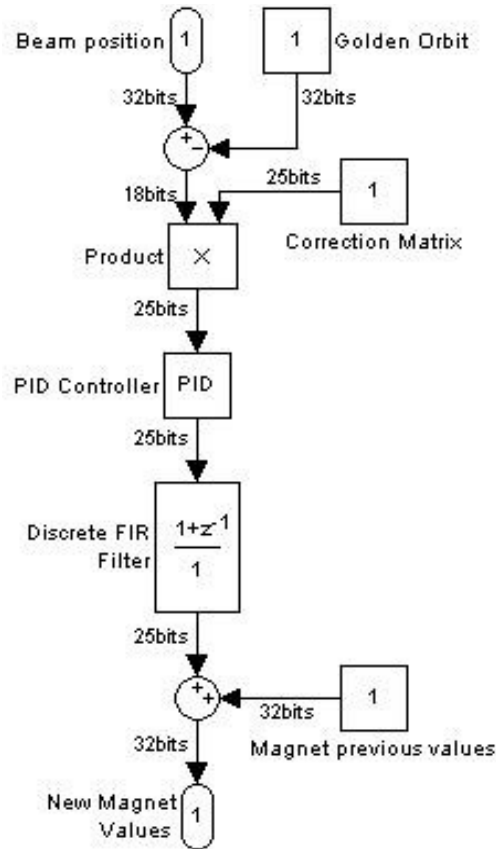 Beam position
1
1
Golden Orbit
32bits
32bits
+
−
18bits
25bits
1
Correction Matrix
Product
×
25bits
PID Controller
PID
25bits
Discrete FIR
Filter
1+z-1
1
25bits
+
+
32bits
1
Magnet previous values
32bits
New Magnet
Values
1